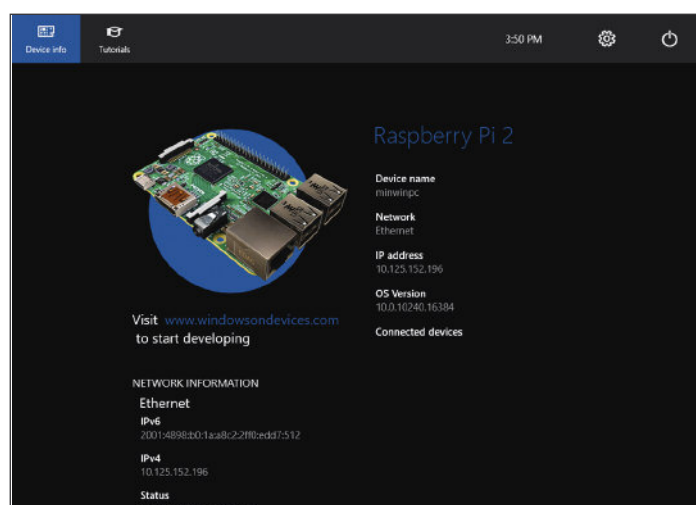 Device info
Tutorials
3:50 PM
Raspberry Pi 2
Device name
minwinpc
Network
Ethernet
IP address
10.125.152.196
OS Version
10.0.10240.16384
Connected devices
Visit www.windowsondevices.com
to start developing
NETWORK INFORMATION
Ethernet
IPv6
2001:4898:b0:1a:a8c2:2ff0:edd7:512
IPv4
10.125.152.196
Status